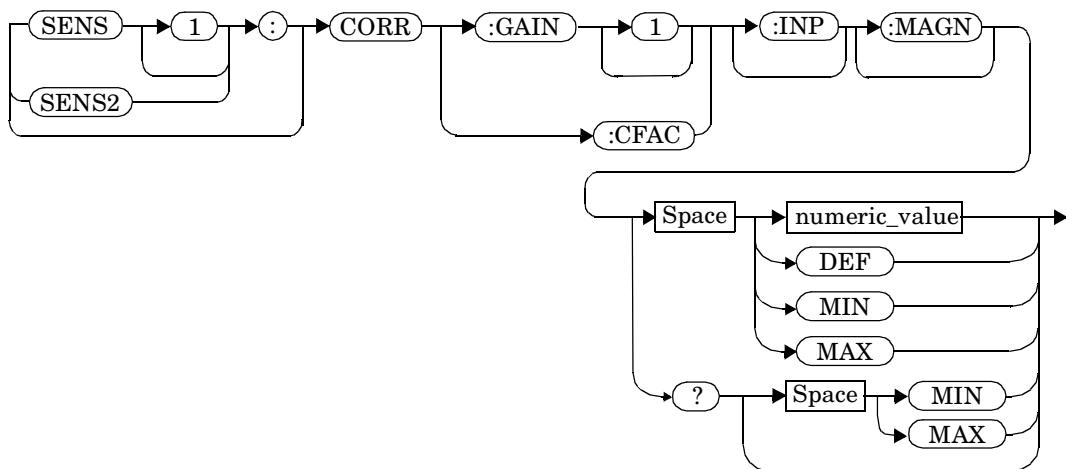 SENS 1 : CORR :GAIN 1 :INP :MAGN
SENS2
:CFAC
Space numeric_value
DEF
MIN
MAX
? Space MIN
MAX